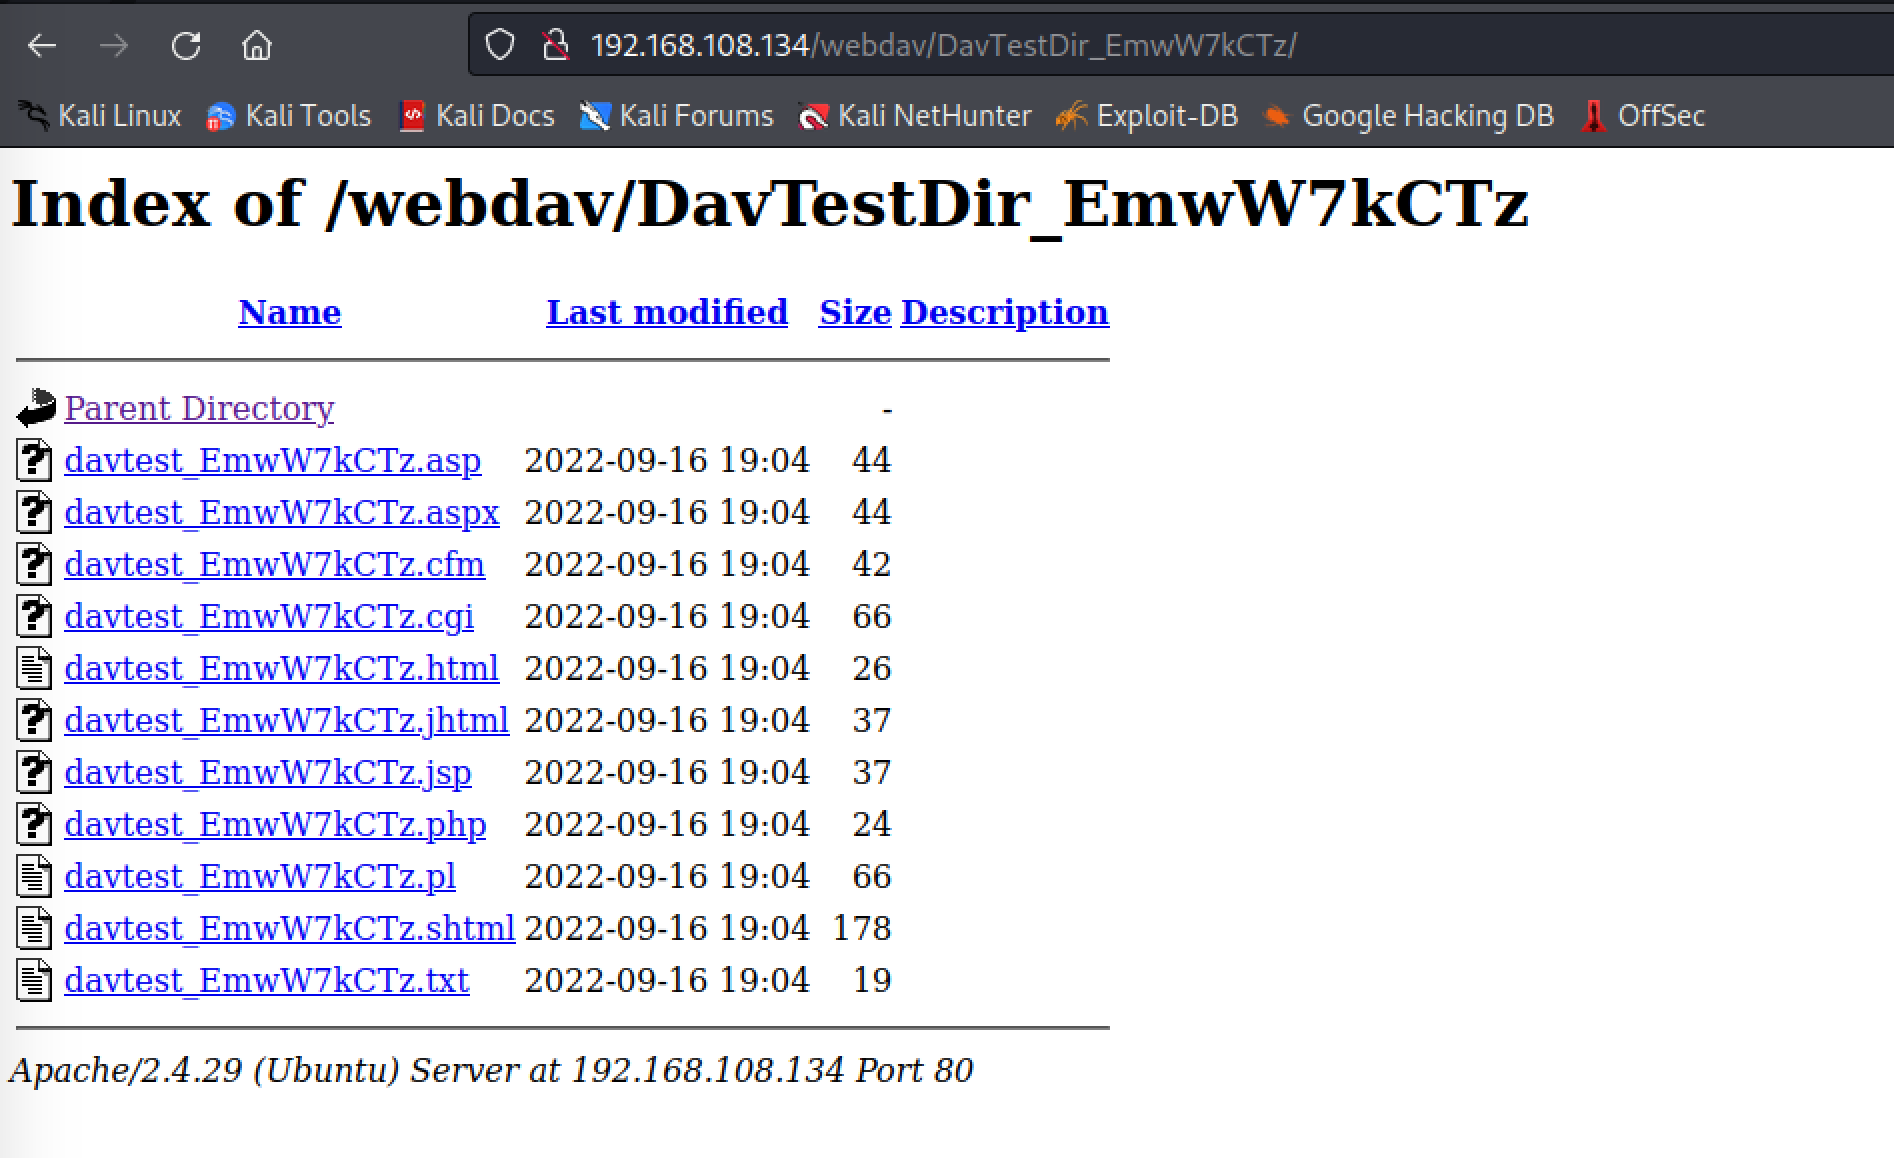 192.168.108.134/webdav/DavTestDir_EmwW7kCTz/
Kali Linux Kali Tools Kali Docs Kali Forums Kali NetHunter Exploit-DB Google Hacking DB OffSec
Index of /webdav/DavTestDir_EmwW7kCTz
Name Last modified Size Description
Parent Directory -
davtest_EmwW7kCTz.asp 2022-09-16 19:04 44
davtest_EmwW7kCTz.aspx 2022-09-16 19:04 44
davtest_EmwW7kCTz.cfm 2022-09-16 19:04 42
davtest_EmwW7kCTz.cgi 2022-09-16 19:04 66
davtest_EmwW7kCTz.html 2022-09-16 19:04 26
davtest_EmwW7kCTz.jhtml 2022-09-16 19:04 37
davtest_EmwW7kCTz.jsp 2022-09-16 19:04 37
davtest_EmwW7kCTz.php 2022-09-16 19:04 24
davtest_EmwW7kCTz.pl 2022-09-16 19:04 66
davtest_EmwW7kCTz.shtml 2022-09-16 19:04 178
davtest_EmwW7kCTz.txt 2022-09-16 19:04 19
Apache/2.4.29 (Ubuntu) Server at 192.168.108.134 Port 80